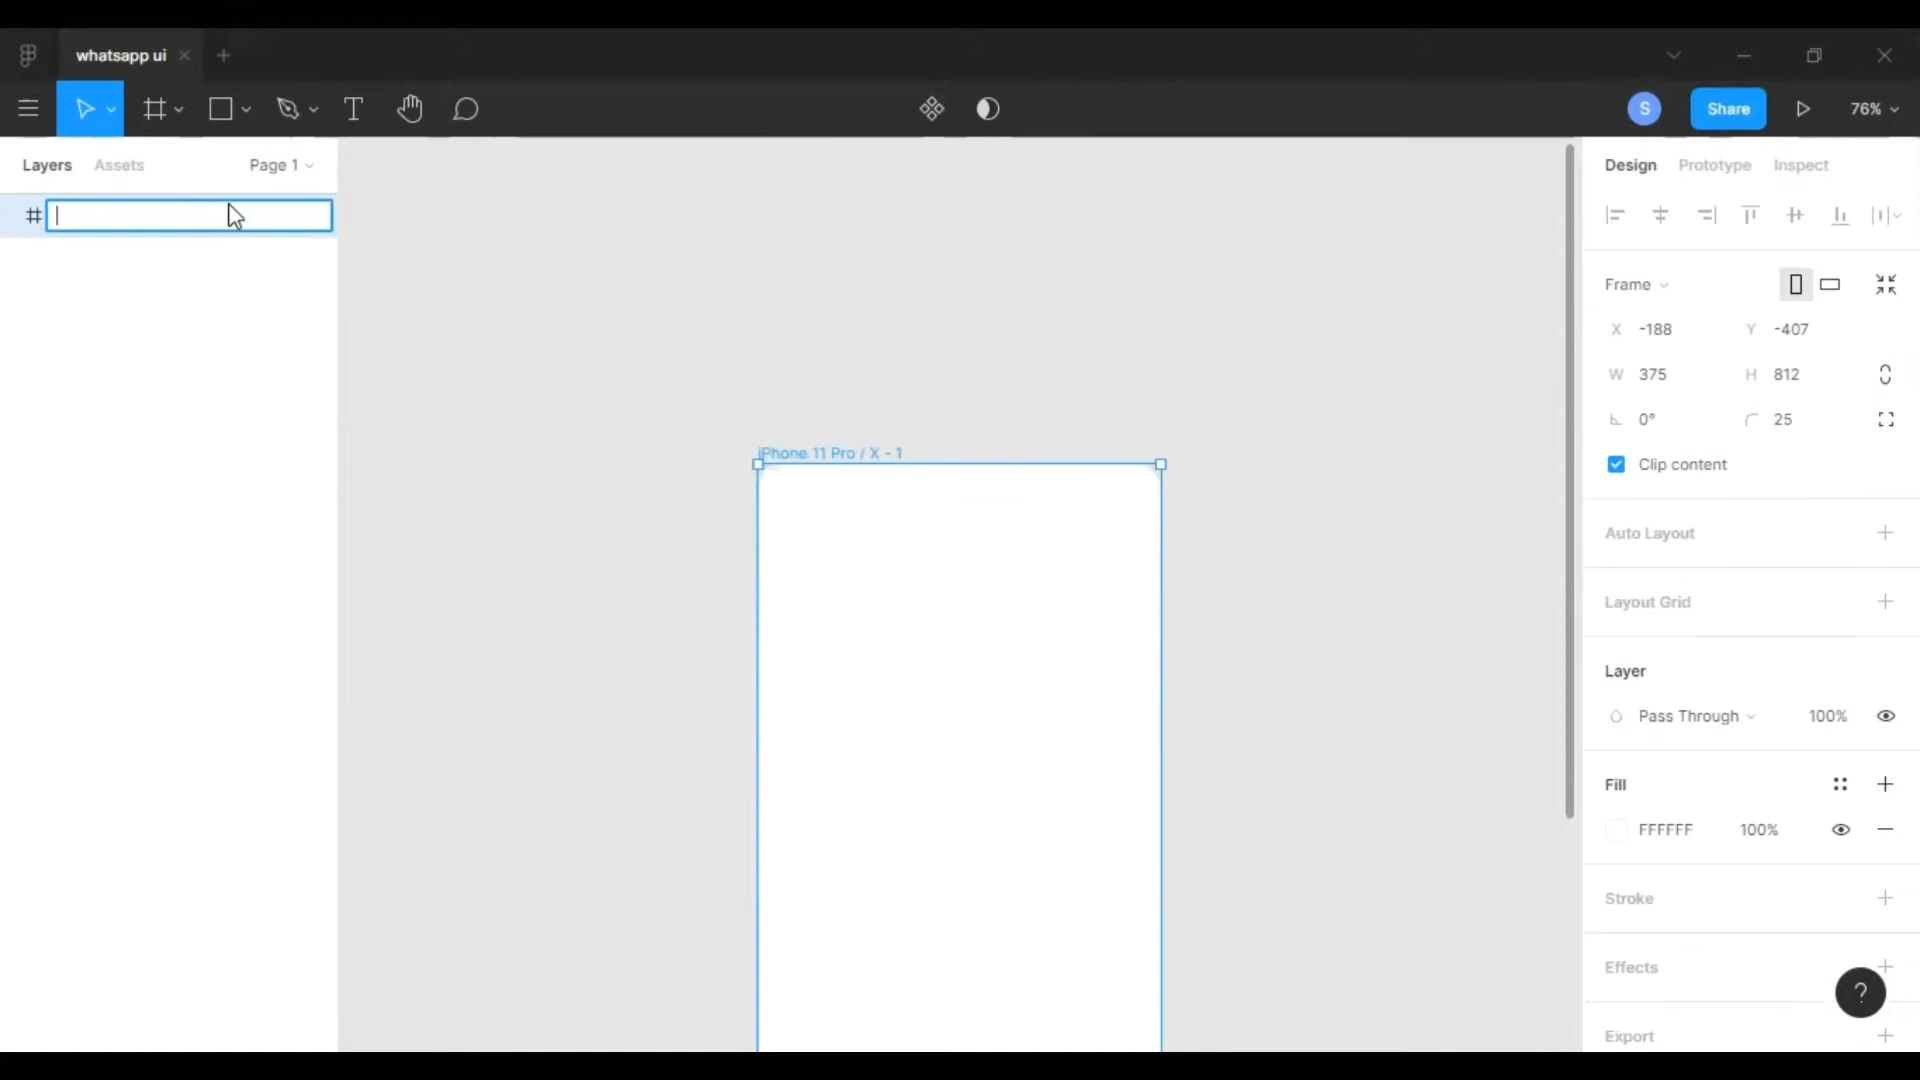 whatsapp ui
T
S
Share
76%
Layers
Assets
Page 1
Design
Prototype
Inspect
Frame
X -188
Y -407
W 375
H 812
0°
25
iPhone 11 Pro / X - 1
Clip content
Auto Layout
Layout Grid
Layer
Pass Through
100%
Fill
FFFFFF
100%
Stroke
Effects
?
Export